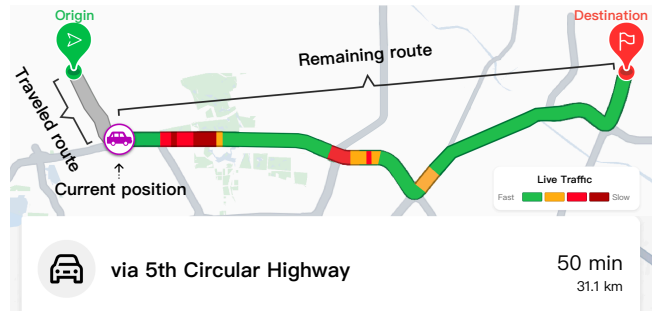 Origin
Destination
Remaining route
Traveled route
Current position
Live Traffic
Fast
Slow
via 5th Circular Highway
50 min
31.1 km